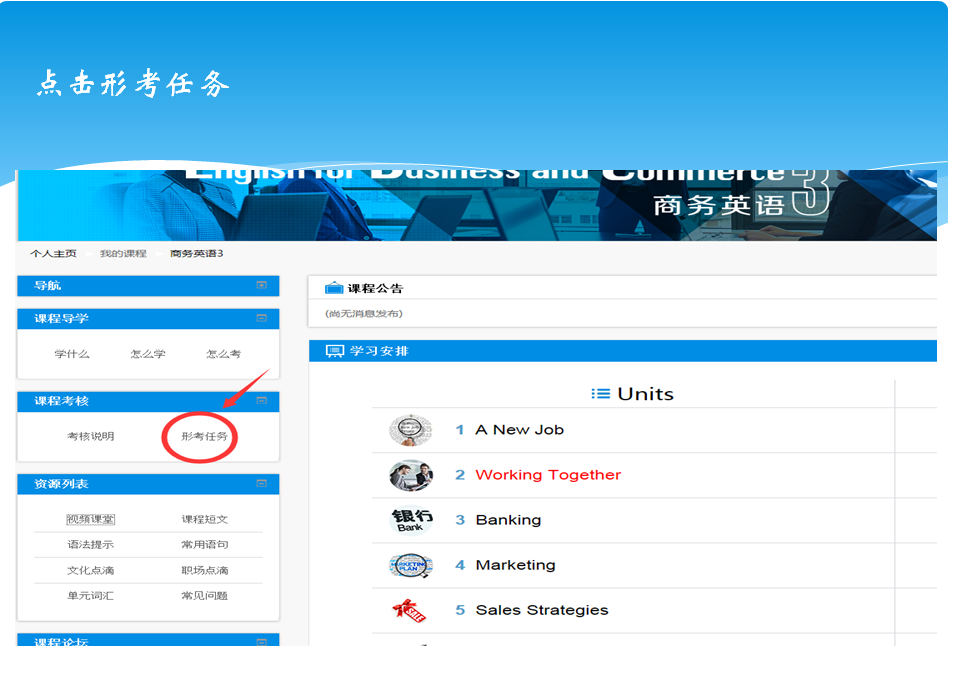 点击形考任务
English for Business and Commerce 3
商务英语
个人主页 我的课程 商务英语3
导航
课程导学
学什么 怎么学 怎么考
课程考核
考核说明 形考任务
资源列表
视频课堂 课程短文
语法提示 常用语句
文化点滴 职场点滴
单元词汇 常见问题
课程论坛
课程公告
(尚无消息发布)
学习安排
Units
1 A New Job
2 Working Together
银行
Bank
3 Banking
MARKETING
PLAN
4 Marketing
SALE
5 Sales Strategies